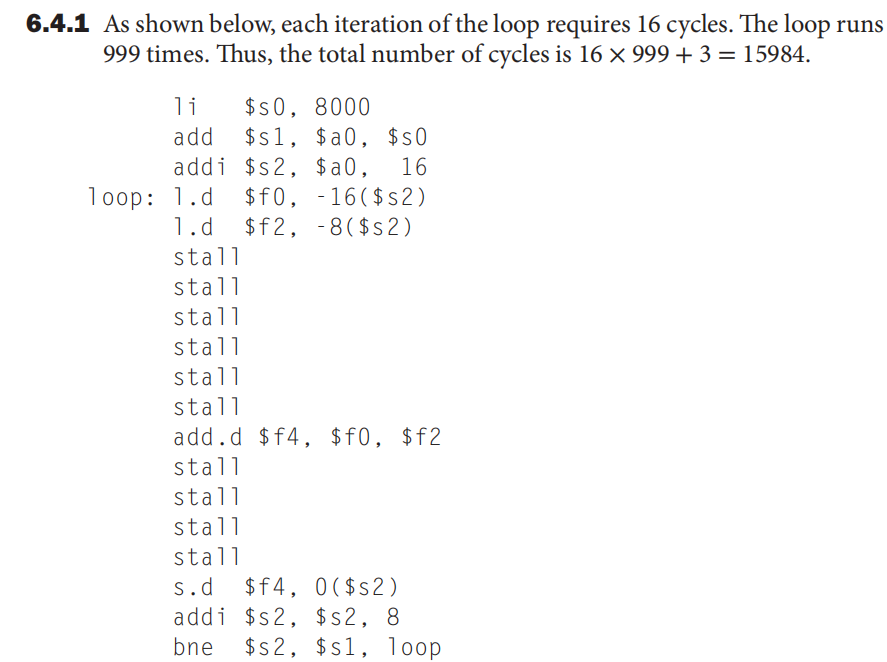 6.4.1 As shown below, each iteration of the loop requires 16 cycles. The loop runs
999 times. Thus, the total number of cycles is 16 × 999 + 3 = 15984.
li $s0, 8000
add $s1, $a0, $s0
addi $s2, $a0, 16
loop: l.d $f0, -16($s2)
l.d $f2, -8($s2)
stall
stall
stall
stall
stall
stall
add.d $f4, $f0, $f2
stall
stall
stall
stall
s.d $f4, 0($s2)
addi $s2, $s2, 8
bne $s2, $s1, loop